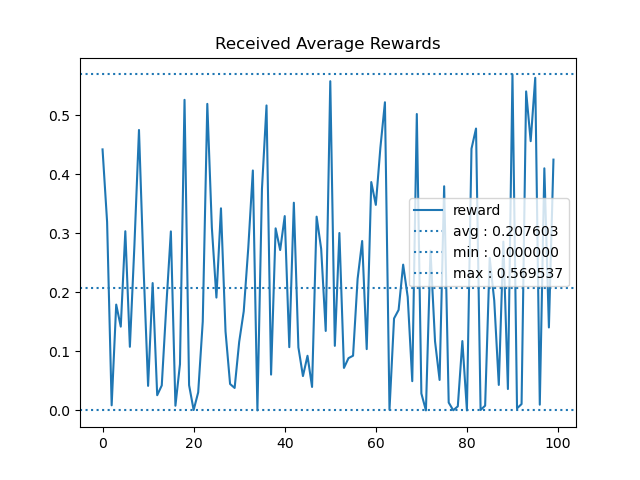 Received Average Rewards
0.5
0.4
0.3
0.2
0.1
0.0
reward
avg : 0.207603
min : 0.000000
max : 0.569537
0 20 40 60 80 100